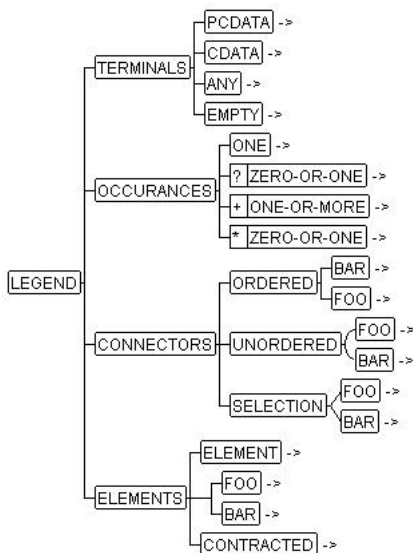 PCDATA ->
CDATA ->
TERMINALS
ANY ->
EMPTY ->
ONE ->
? ZERO-OR-ONE ->
OCCURANCES
+ ONE-OR-MORE ->
* ZERO-OR-ONE ->
LEGEND
BAR ->
ORDERED
FOO ->
FOO ->
CONNECTORS
UNORDERED
BAR ->
FOO ->
SELECTION
BAR ->
ELEMENT ->
FOO ->
ELEMENTS
BAR ->
CONTRACTED ->